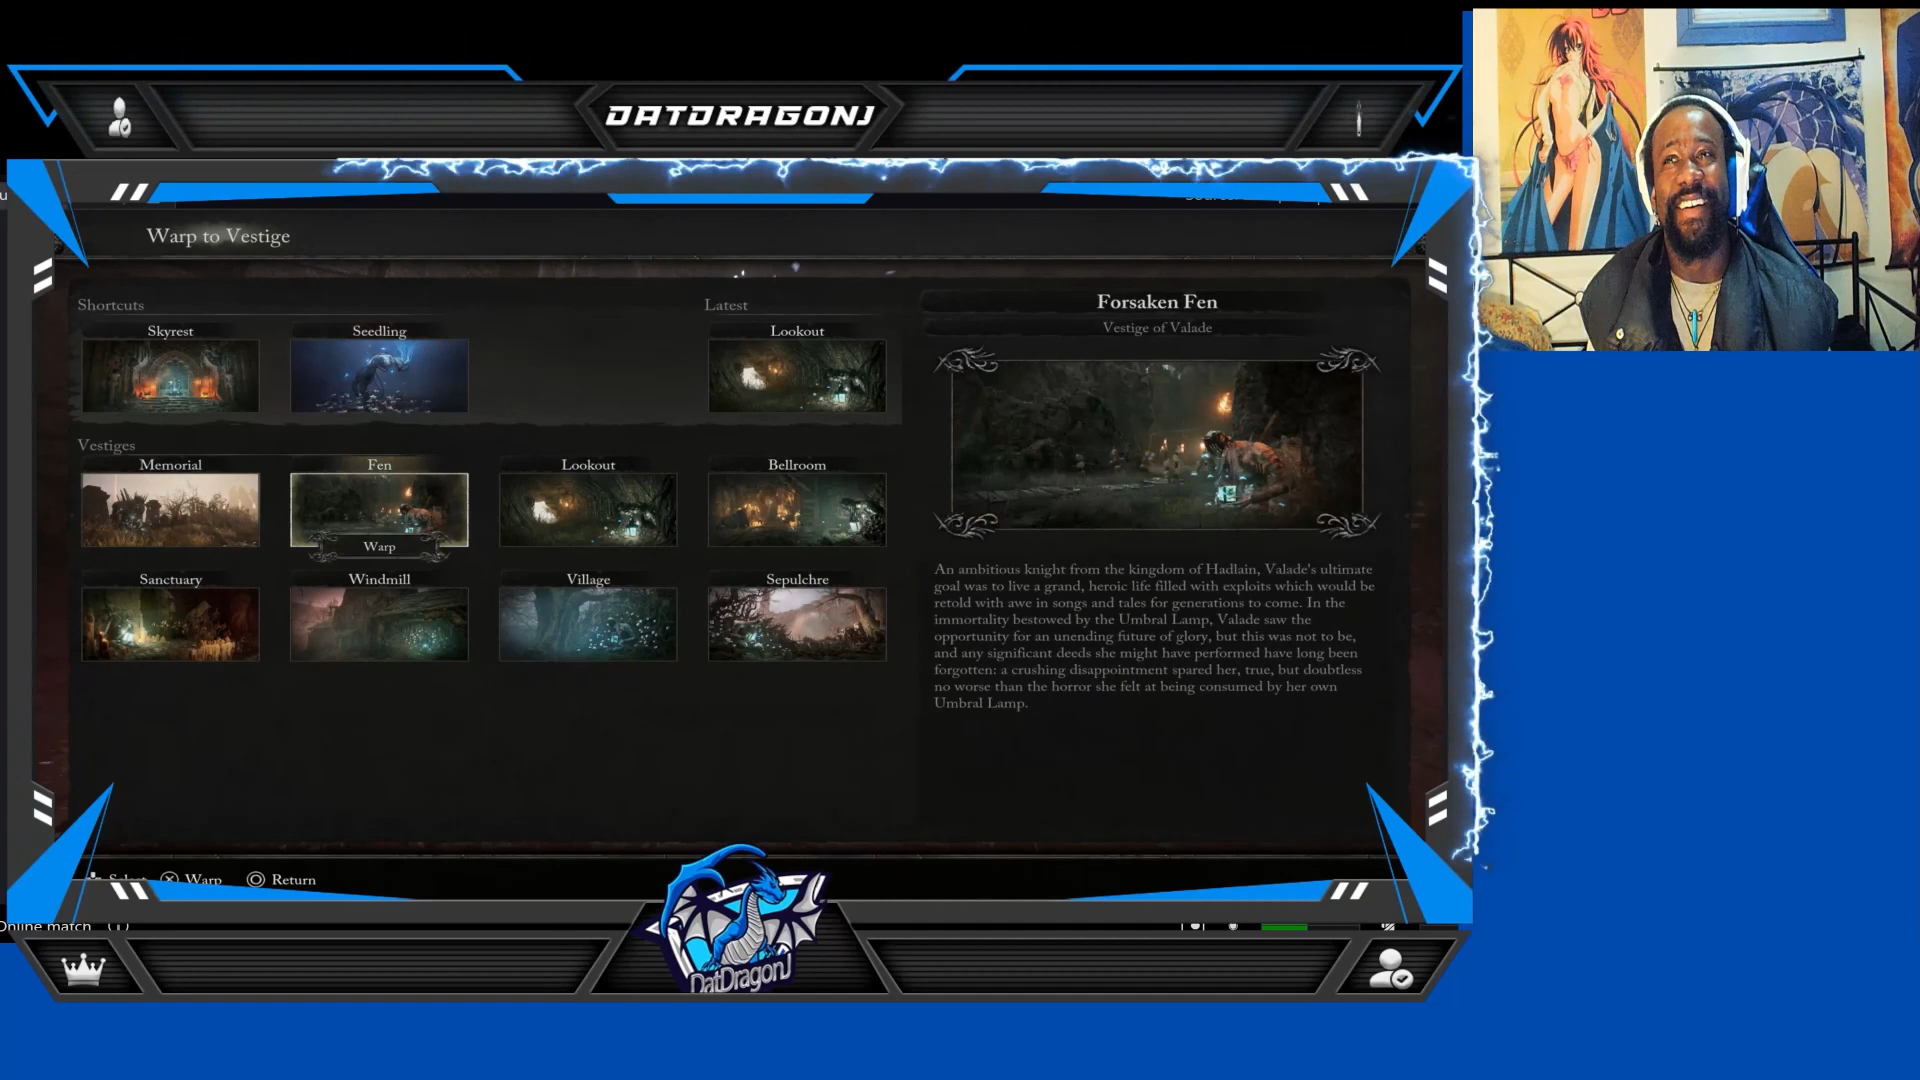 DATDRAGONJ
Warp to Vestige
Shortcuts
Latest
Skyrest
Seedling
Lookout
Vestiges
Memorial
Fen
Lookout
Bellroom
Warp
Sanctuary
Windmill
Village
Sepulchre
Forsaken Fen
Vestige of Valade
An ambitious knight from the kingdom of Hadlain, Valade's ultimate
goal was to live a grand, heroic life filled with exploits which would be
retold with awe in songs and tales for generations to come. In the
immortality bestowed by the Umbral Lamp, Valade saw the
opportunity for an unending future of glory, but this was not to be,
and any significant deeds she might have performed have long been
forgotten: a crushing disappointment spared her, true, but doubtless
no worse than the horror she felt at being consumed by her own
Umbral Lamp.
Select Warp Return
Online match
DatDragonJ